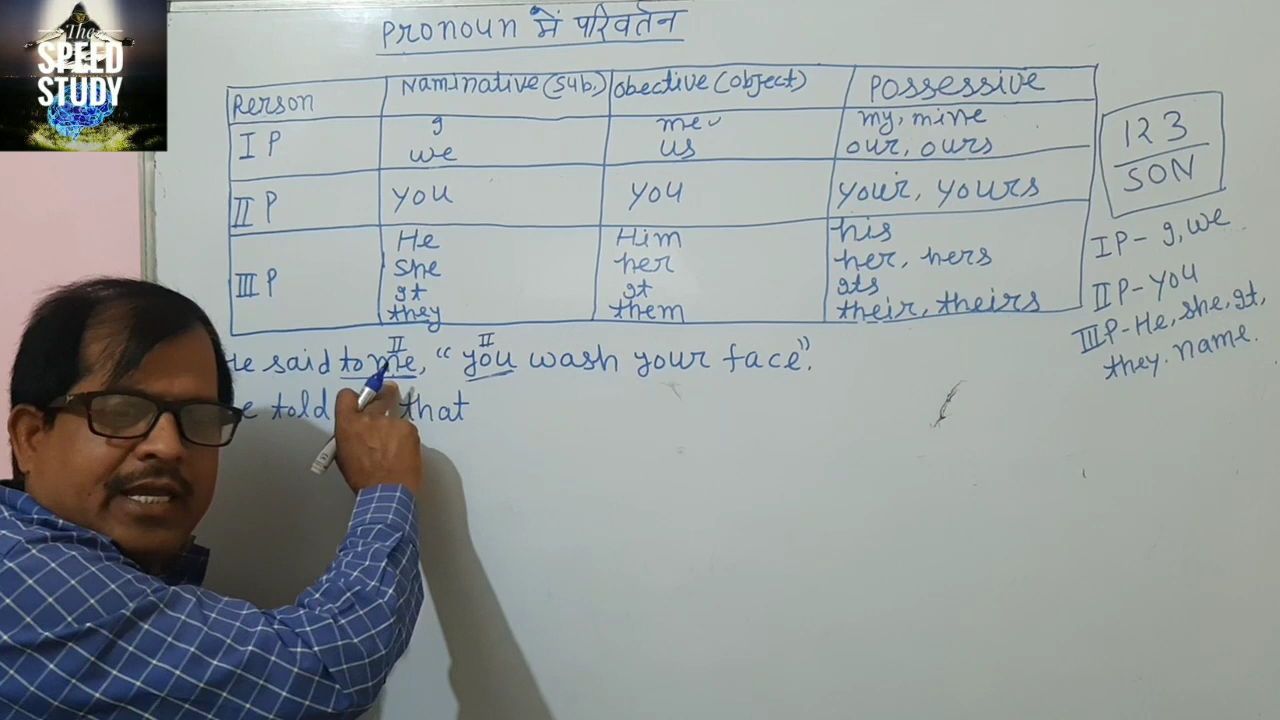 The
SPEED
STUDY
Pronoun में परिवर्तन
Person Naminative (Sub.) Obective (object) Possessive
I P
I me my, mine
we us our, ours
II P you you your, yours
III P
He Him his
she her her, hers
It It Its
they them their, theirs
123
SON
I P - I, we
II P - you
III P - He, she, It,
they. name.
II II
said to me, "you wash your face".
told that